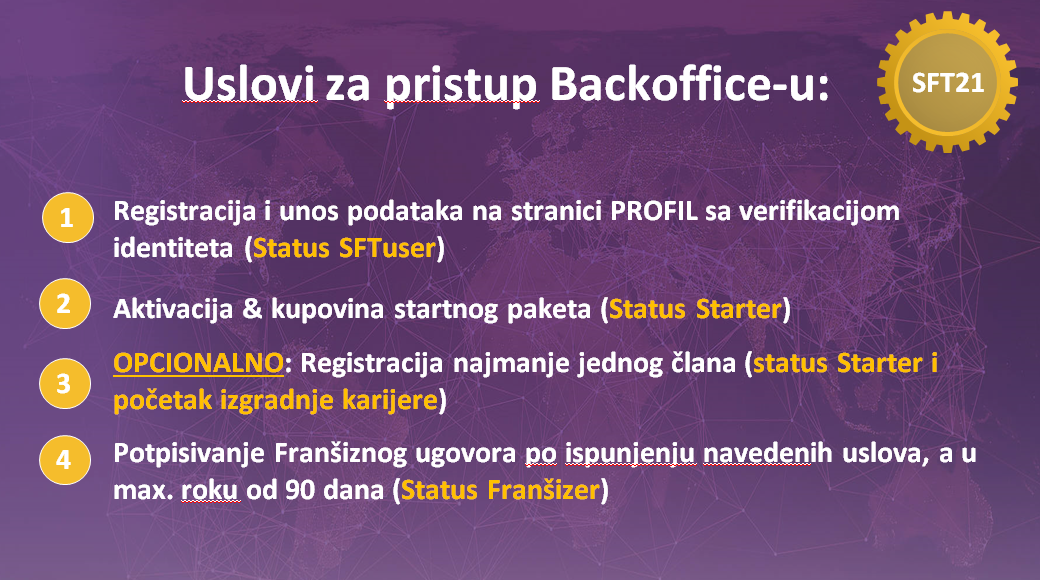 Uslovi za pristup Backoffice-u:
SFT21
1
Registracija i unos podataka na stranici PROFIL sa verifikacijom
identiteta (Status SFTuser)
2
Aktivacija & kupovina startnog paketa (Status Starter)
3
OPCIONALNO: Registracija najmanje jednog člana (status Starter i
početak izgradnje karijere)
4
Potpisivanje Franšiznog ugovora po ispunjenju navedenih uslova, a u
max. roku od 90 dana (Status Franšizer)